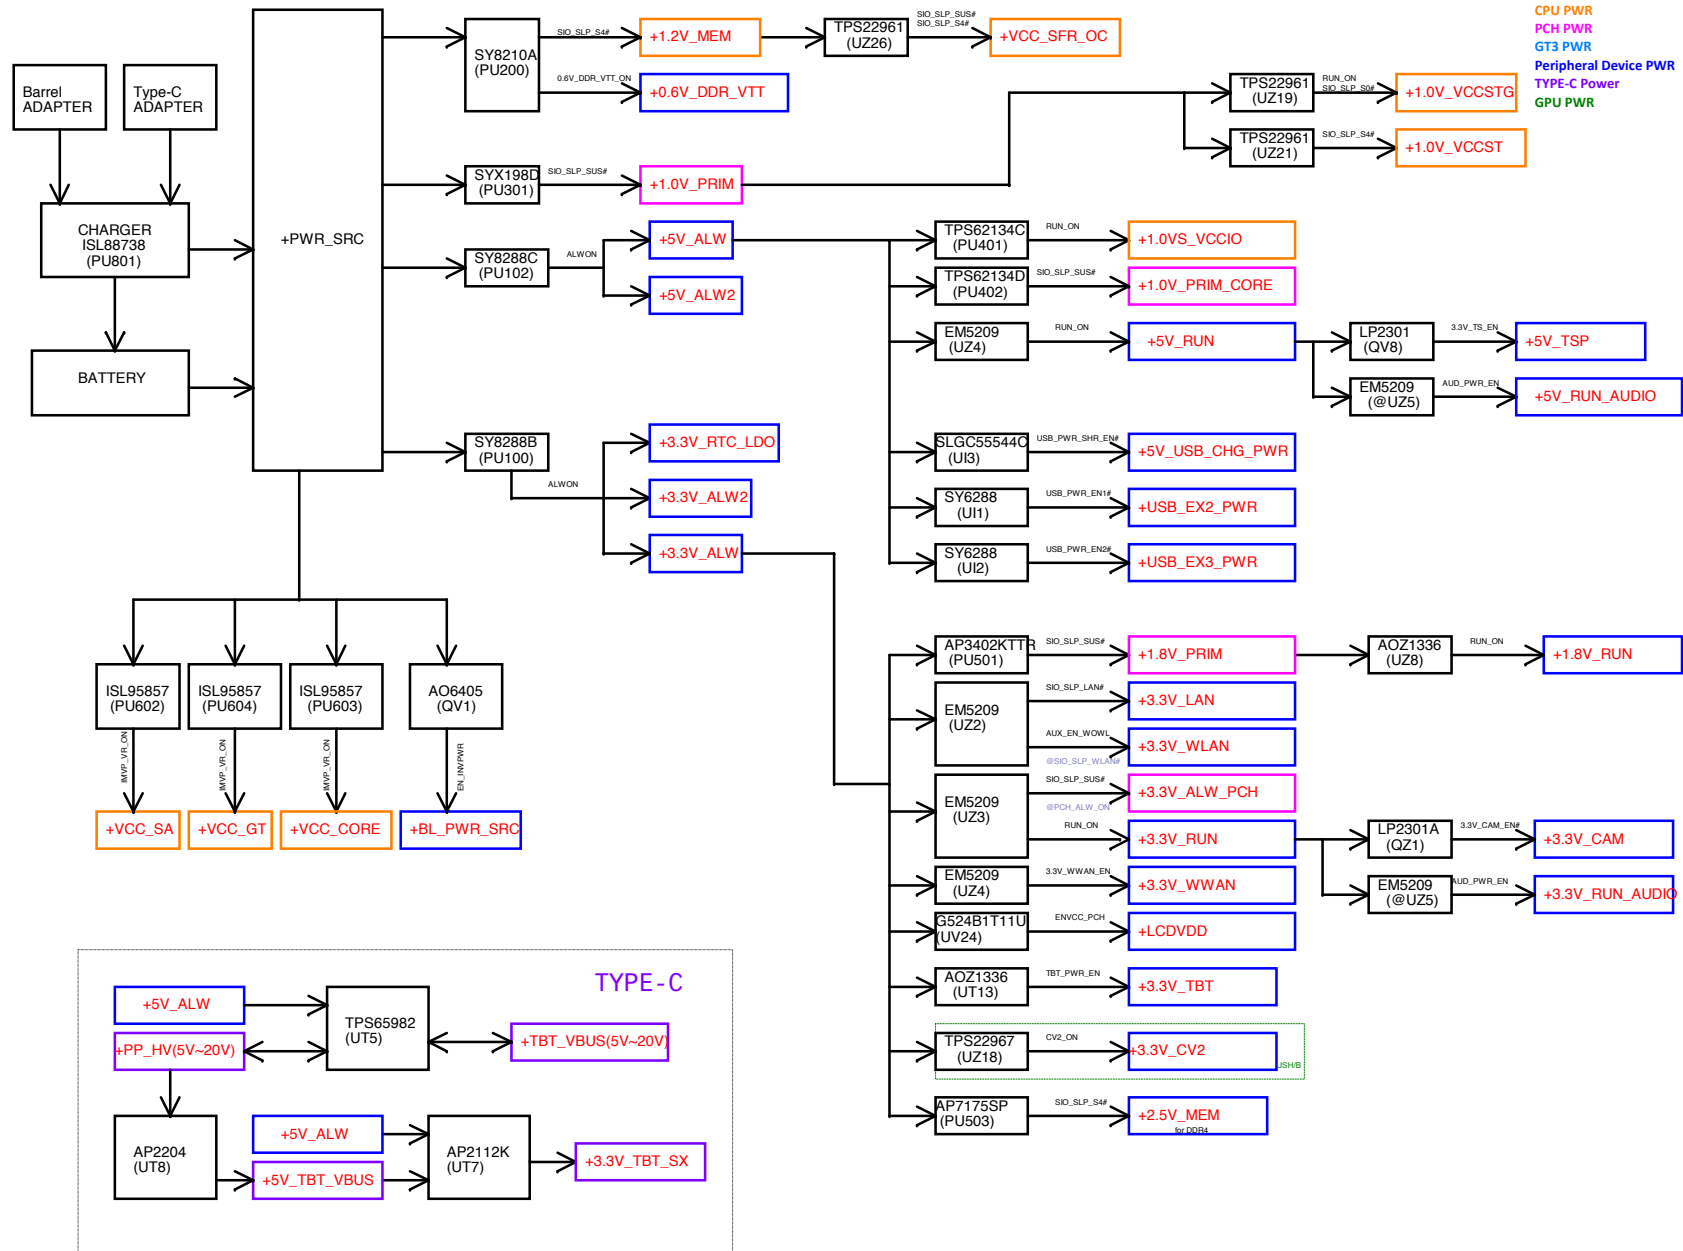 CPU PWR
PCH PWR
GT3 PWR
Peripheral Device PWR
TYPE-C Power
GPU PWR
Barrel
ADAPTER
Type-C
ADAPTER
CHARGER
ISL88738
(PU801)
BATTERY
+PWR_SRC
SY8210A
(PU200)
SIO_SLP_S4#
+1.2V_MEM
TPS22961
(UZ26)
SIO_SLP_SUS#
SIO_SLP_S4#
+VCC_SFR_OC
0.6V_DDR_VTT_ON
+0.6V_DDR_VTT
TPS22961
(UZ19)
RUN_ON
SIO_SLP_S0#
+1.0V_VCCSTG
TPS22961
(UZ21)
SIO_SLP_S4#
+1.0V_VCCST
SYX198D
(PU301)
SIO_SLP_SUS#
+1.0V_PRIM
SY8288C
(PU102)
ALWON
+5V_ALW
+5V_ALW2
TPS62134C
(PU401)
RUN_ON
+1.0VS_VCCIO
TPS62134D
(PU402)
SIO_SLP_SUS#
+1.0V_PRIM_CORE
EM5209
(UZ4)
RUN_ON
+5V_RUN
LP2301
(QV8)
3.3V_TS_EN
+5V_TSP
EM5209
(@UZ5)
AUD_PWR_EN
+5V_RUN_AUDIO
SLGC55544C
(UI3)
USB_PWR_SHR_EN#
+5V_USB_CHG_PWR
SY6288
(UI1)
USB_PWR_EN1#
+USB_EX2_PWR
SY6288
(UI2)
USB_PWR_EN2#
+USB_EX3_PWR
SY8288B
(PU100)
ALWON
+3.3V_RTC_LDO
+3.3V_ALW2
+3.3V_ALW
AP3402KTTR
(PU501)
SIO_SLP_SUS#
+1.8V_PRIM
AOZ1336
(UZ8)
RUN_ON
+1.8V_RUN
EM5209
(UZ2)
SIO_SLP_LAN#
+3.3V_LAN
AUX_EN_WOWL
@SIO_SLP_WLAN#
+3.3V_WLAN
EM5209
(UZ3)
SIO_SLP_SUS#
@PCH_ALW_ON
+3.3V_ALW_PCH
RUN_ON
+3.3V_RUN
LP2301A
(QZ1)
3.3V_CAM_EN#
+3.3V_CAM
EM5209
(@UZ5)
AUD_PWR_EN
+3.3V_RUN_AUDIO
EM5209
(UZ4)
3.3V_WWAN_EN
+3.3V_WWAN
G524B1T11U
(UV24)
ENVCC_PCH
+LCDVDD
AOZ1336
(UT13)
TBT_PWR_EN
+3.3V_TBT
TPS22967
(UZ18)
CV2_ON
+3.3V_CV2
USH/B
AP7175SP
(PU503)
SIO_SLP_S4#
+2.5V_MEM
for DDR4
ISL95857
(PU602)
IMVP_VR_ON
+VCC_SA
ISL95857
(PU604)
IMVP_VR_ON
+VCC_GT
ISL95857
(PU603)
IMVP_VR_ON
+VCC_CORE
AO6405
(QV1)
EN_INVPWR
+BL_PWR_SRC
TYPE-C
+5V_ALW
+PP_HV(5V~20V)
TPS65982
(UT5)
+TBT_VBUS(5V~20V)
AP2204
(UT8)
+5V_ALW
+5V_TBT_VBUS
AP2112K
(UT7)
+3.3V_TBT_SX